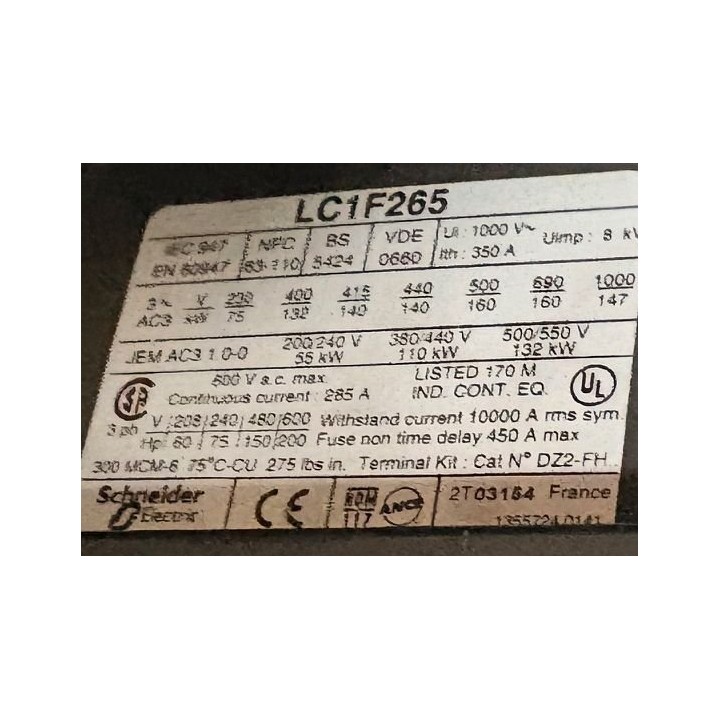 LC1F265
IEC 947 NFC BS VDE Ui : 1000 V~ Uimp : 8 kV
EN 60947 63-110 5424 0660 Ith : 350 A
3~ V 230 400 415 440 500 690 1000
AC3 kW 75 132 140 140 160 160 147
JEM AC3 1.0-0 200/240 V 380/440 V 500/550 V
55 kW 110 kW 132 kW
600 V a.c. max LISTED 170 M
Continuous current : 285 A IND. CONT. EQ. UL
3 ph V 208 240 480 600 Withstand current 10000 A rms sym.
Hp 60 75 150 200 Fuse non time delay 450 A max
300 MCM-6 75°C-CU 275 lbs in. Terminal Kit : Cat N° DZ2-FH
Schneider CE 117 ANCE 2T03154 France
Electric